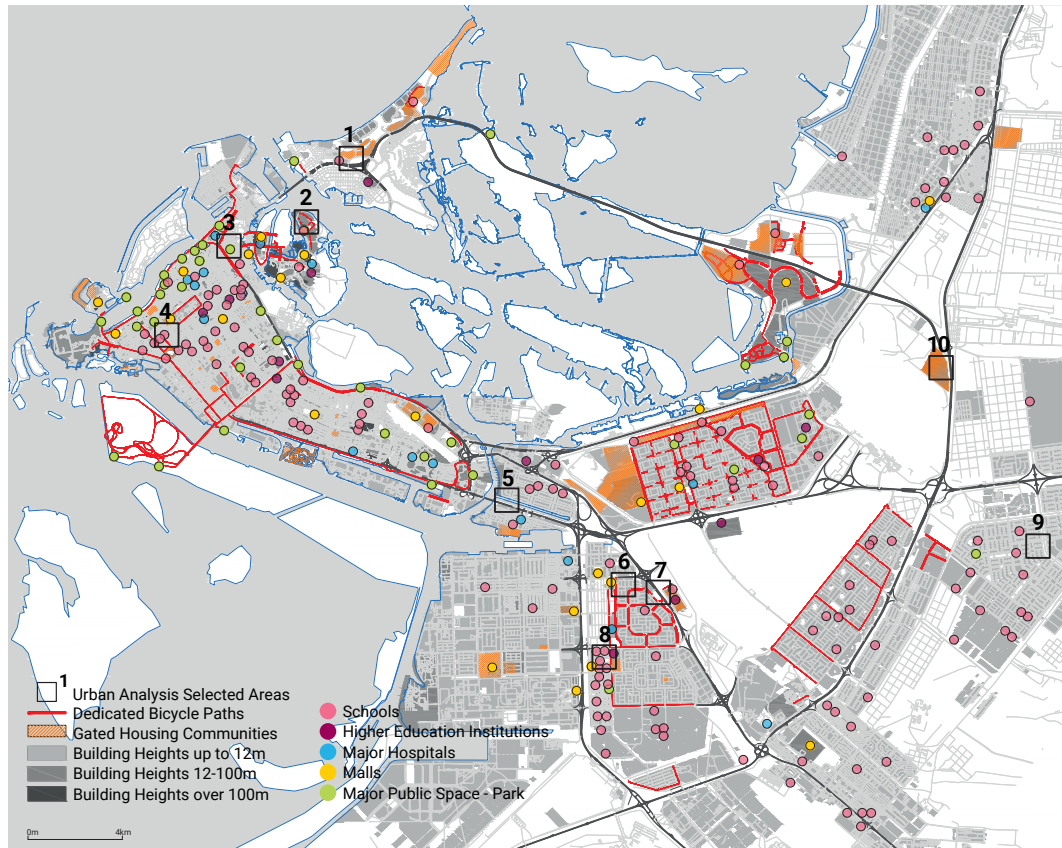 1
2
3
4
10
5
9
6
7
8
1
Urban Analysis Selected Areas
Dedicated Bicycle Paths
Gated Housing Communities
Building Heights up to 12m
Building Heights 12-100m
Building Heights over 100m
Schools
Higher Education Institutions
Major Hospitals
Malls
Major Public Space - Park
0m 4km